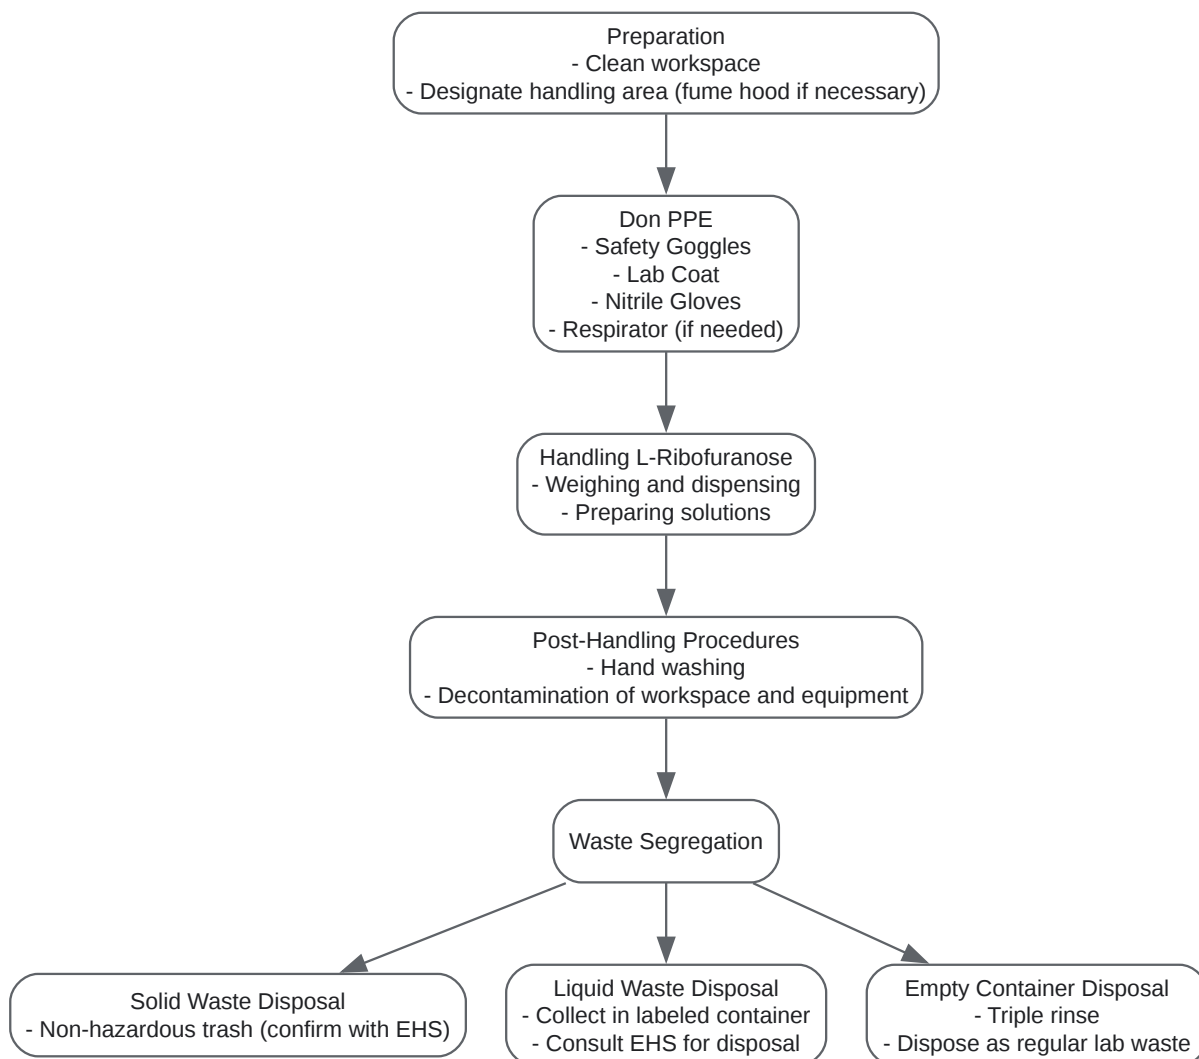 Preparation
- Clean workspace
- Designate handling area (fume hood if necessary)
Don PPE
- Safety Goggles
- Lab Coat
- Nitrile Gloves
- Respirator (if needed)
Handling L-Ribofuranose
- Weighing and dispensing
- Preparing solutions
Post-Handling Procedures
- Hand washing
- Decontamination of workspace and equipment
Waste Segregation
Solid Waste Disposal
- Non-hazardous trash (confirm with EHS)
Liquid Waste Disposal
- Collect in labeled container
- Consult EHS for disposal
Empty Container Disposal
- Triple rinse
- Dispose as regular lab waste